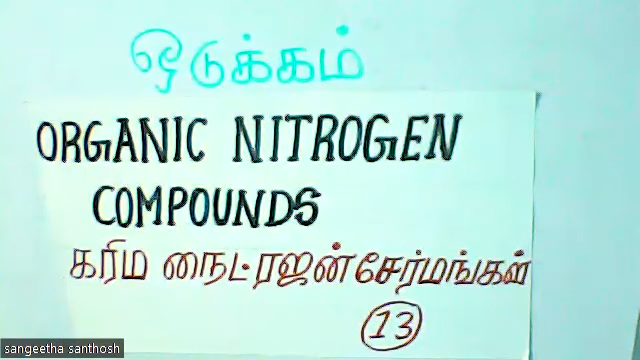 ஒடுக்கம்
ORGANIC NITROGEN
COMPOUNDS
கரிம நைட்ரஜன் சேர்மங்கள்
13
sangeetha santhosh